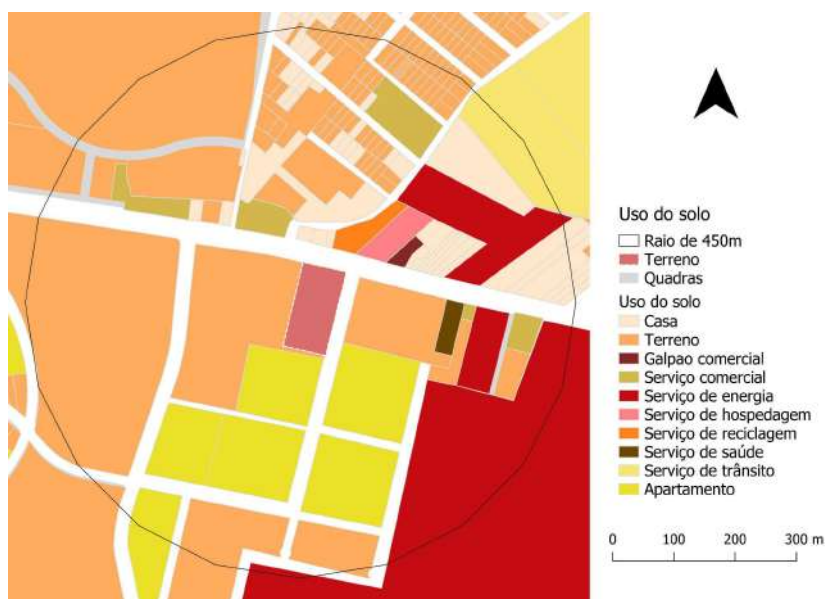 Uso do solo
Raio de 450m
Terreno
Quadras
Uso do solo
Casa
Terreno
Galpao comercial
Serviço comercial
Serviço de energia
Serviço de hospedagem
Serviço de reciclagem
Serviço de saúde
Serviço de trânsito
Apartamento
0 100 200 300 m